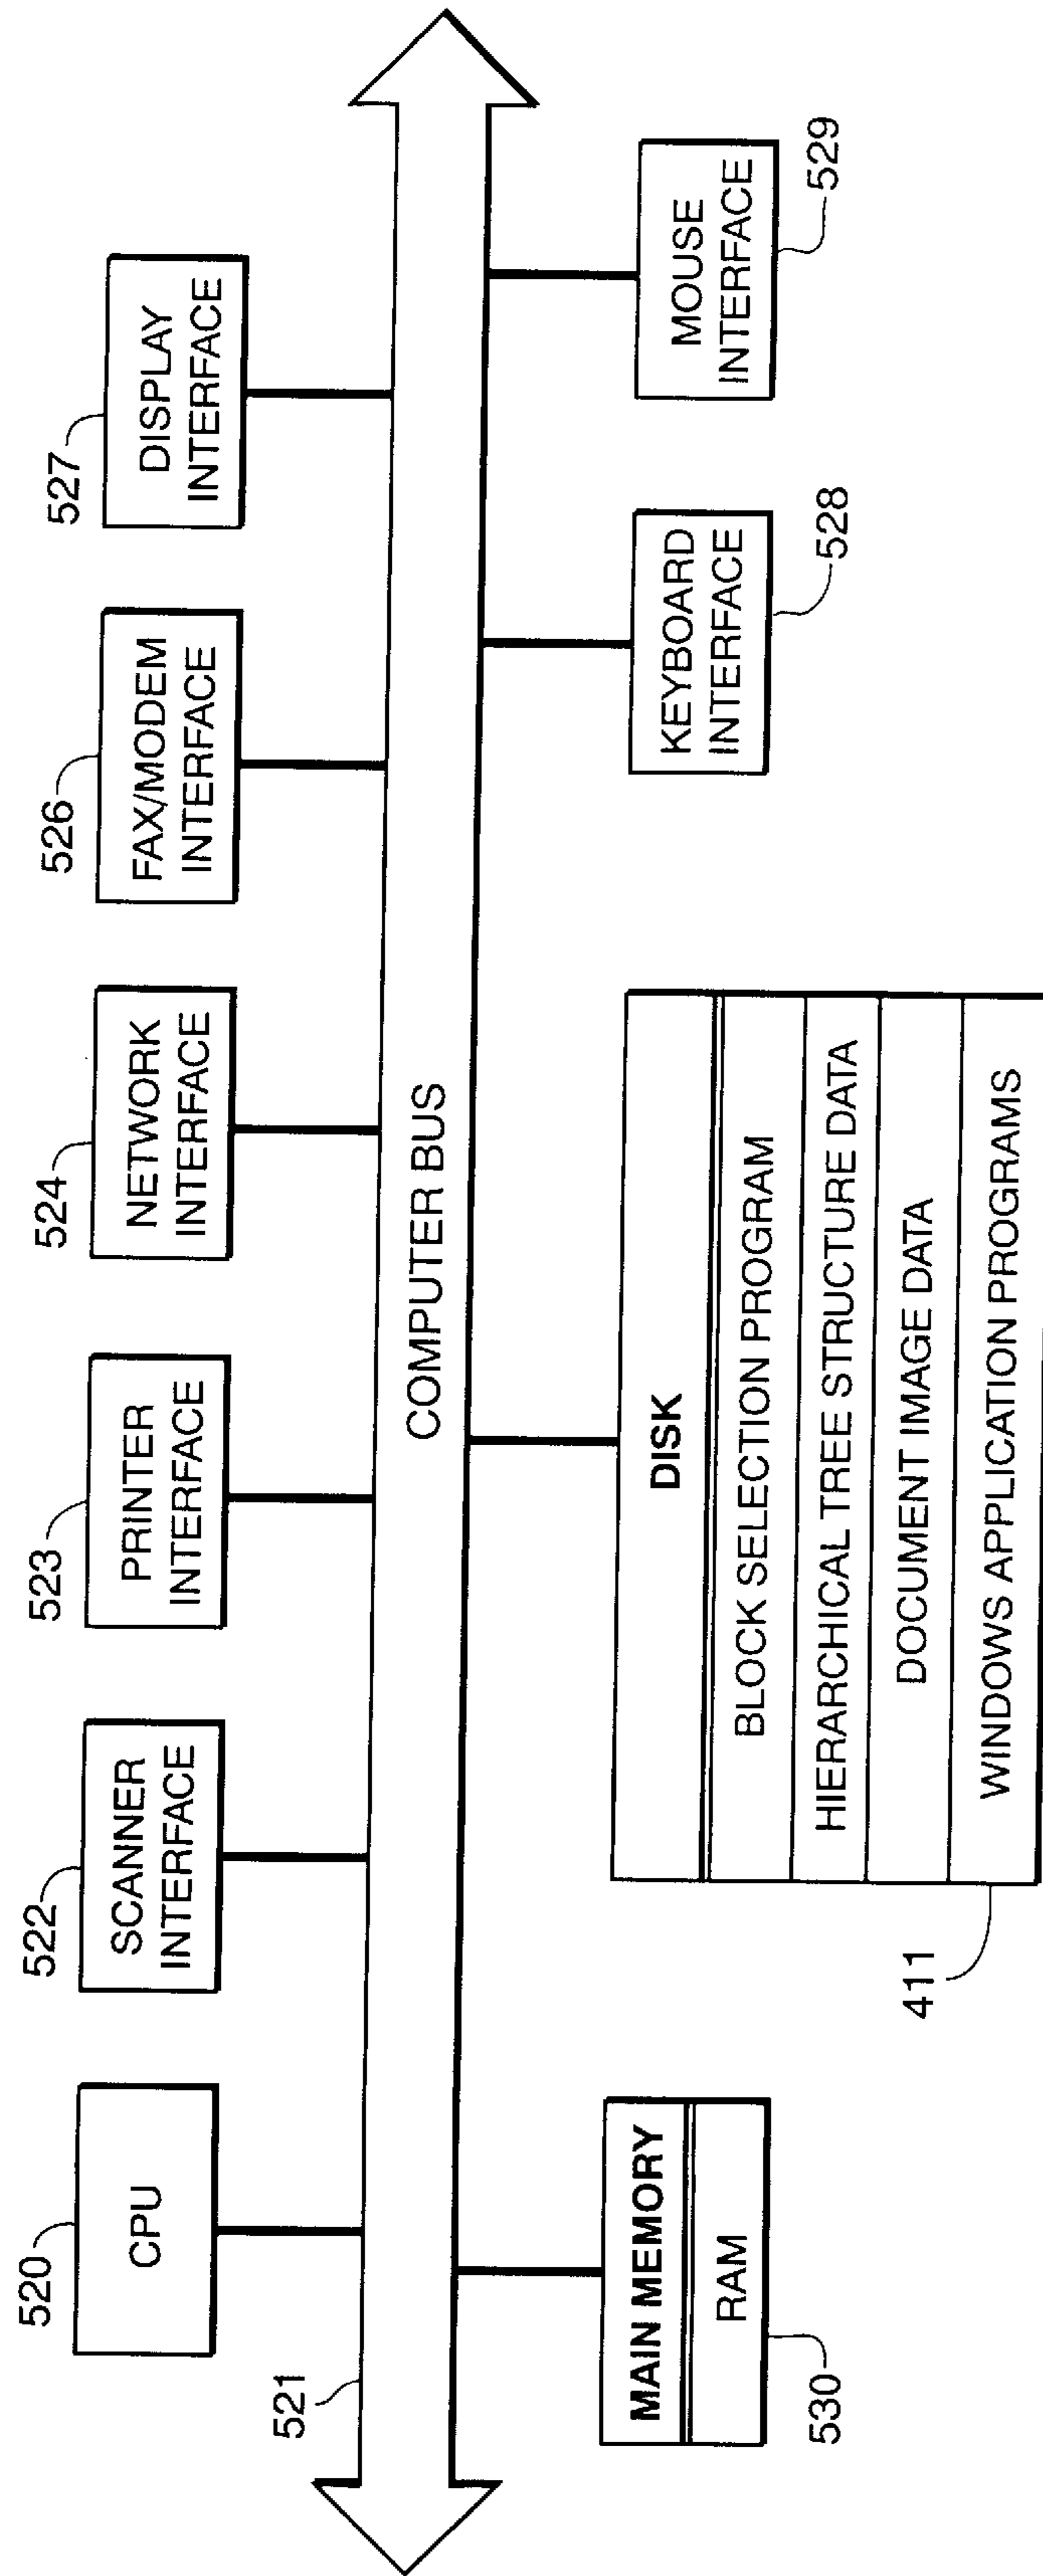 520
CPU
522
SCANNER
INTERFACE
523
PRINTER
INTERFACE
524
NETWORK
INTERFACE
526
FAX/MODEM
INTERFACE
527
DISPLAY
INTERFACE
521
COMPUTER BUS
MAIN MEMORY
RAM
530
DISK
BLOCK SELECTION PROGRAM
HIERARCHICAL TREE STRUCTURE DATA
DOCUMENT IMAGE DATA
WINDOWS APPLICATION PROGRAMS
411
KEYBOARD
INTERFACE
528
MOUSE
INTERFACE
529